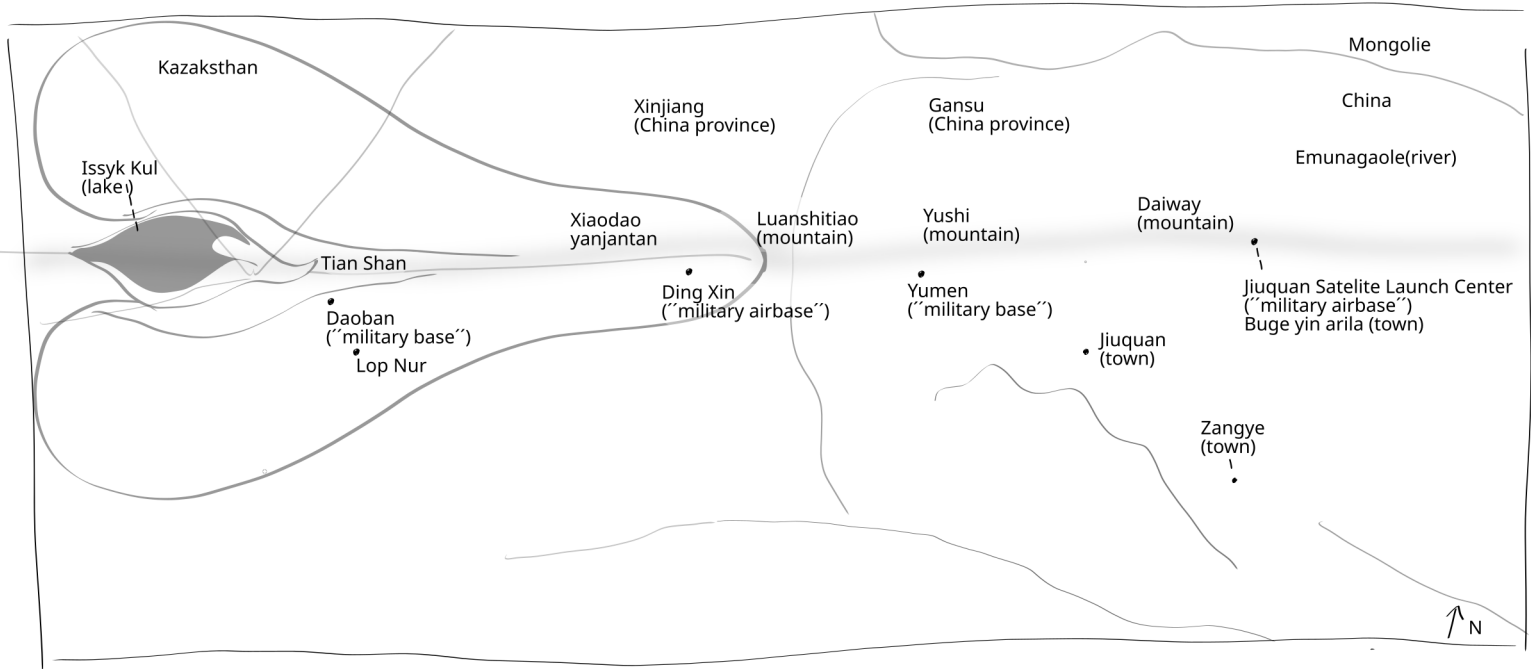 Mongolie
Kazaksthan
China
Xinjiang
(China province)
Gansu
(China province)
Emunagaole(river)
Issyk Kul
(lake)
Xiaodao
yanjantan
Luanshitiao
(mountain)
Yushi
(mountain)
Daiway
(mountain)
Tian Shan
Ding Xin
(´´military airbase´´)
Yumen
(´´military base´´)
Jiuquan Satelite Launch Center
(´´military airbase´´)
Buge yin arila (town)
Daoban
(´´military base´´)
Lop Nur
Jiuquan
(town)
Zangye
(town)
N